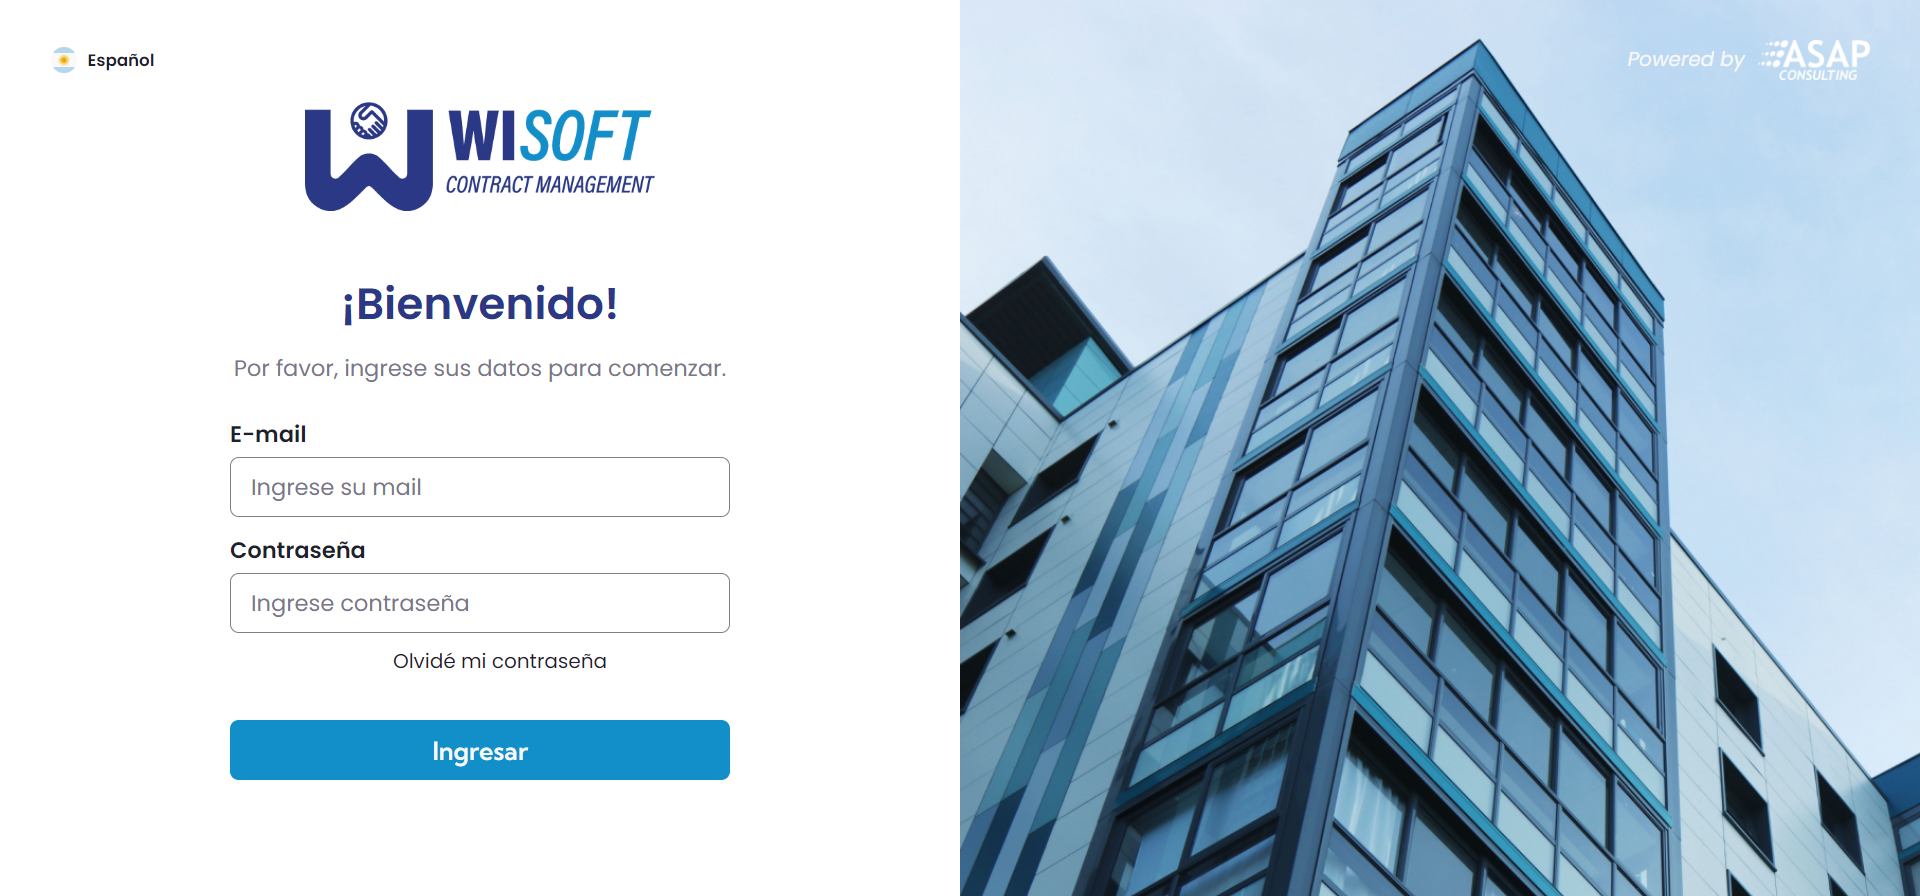 Español
WISOFT
CONTRACT MANAGEMENT
¡Bienvenido!
Por favor, ingrese sus datos para comenzar.
E-mail
Ingrese su mail
Contraseña
Ingrese contraseña
Olvidé mi contraseña
Ingresar
Powered by ASAP
CONSULTING